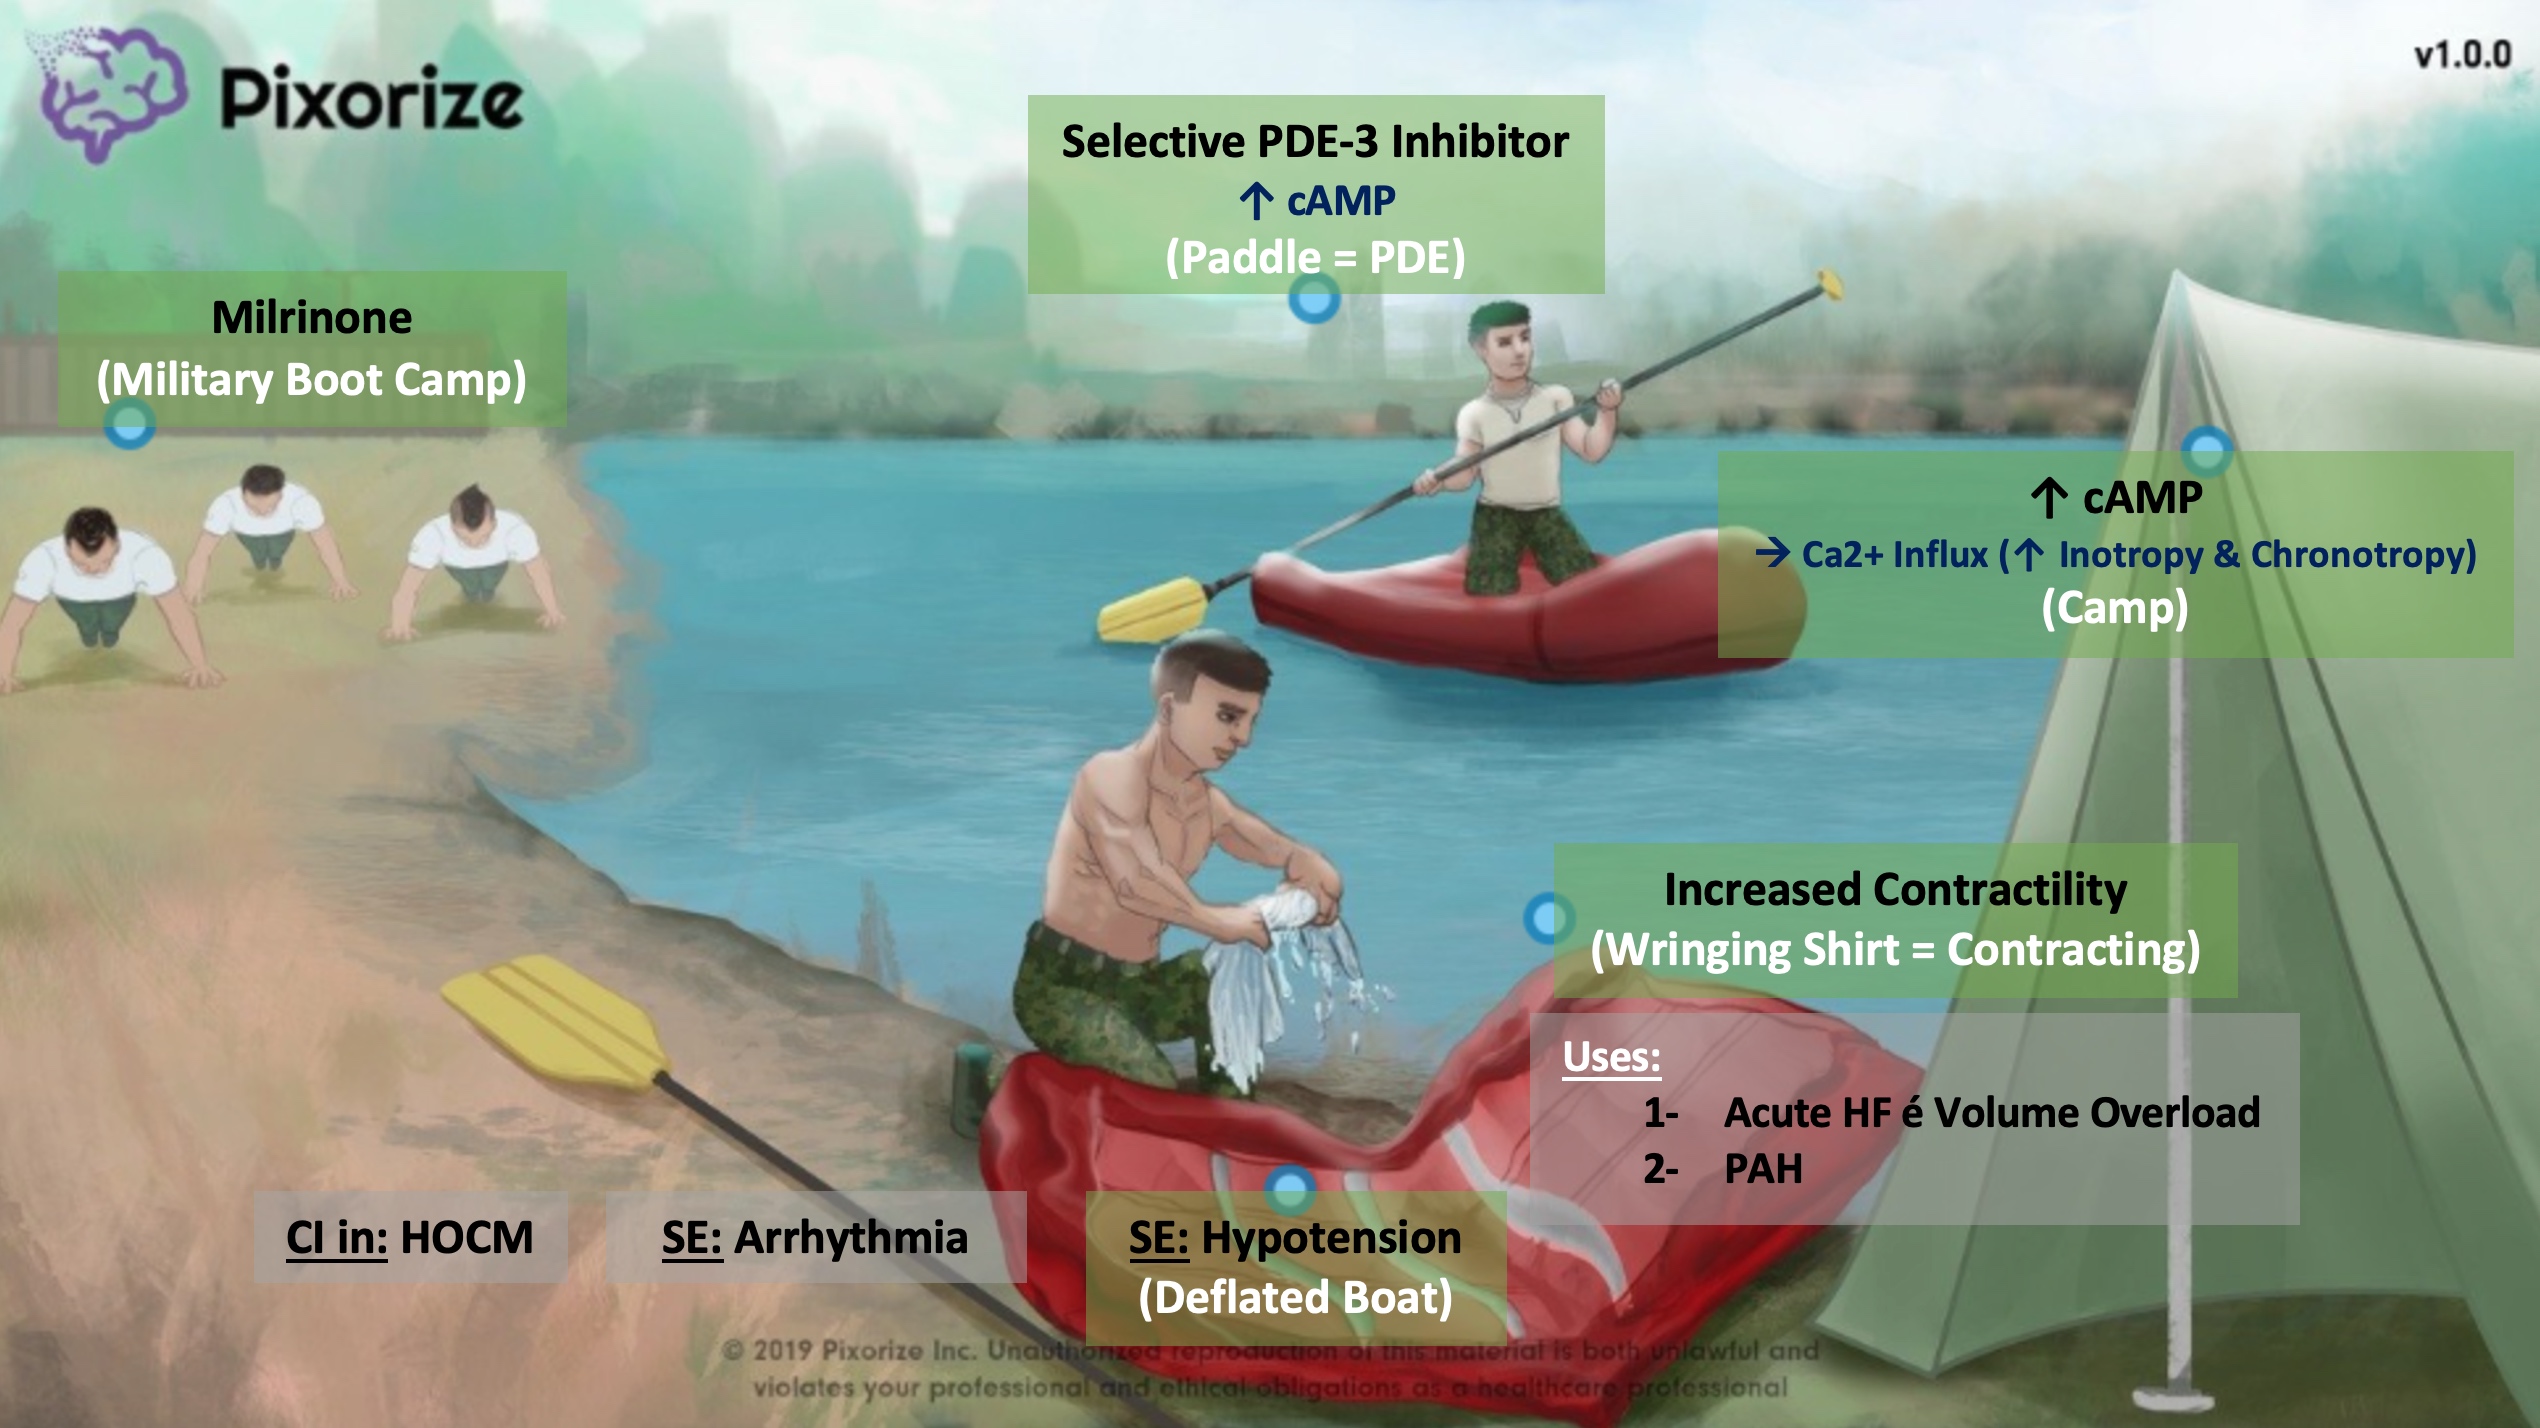 Pixorize
v1.0.0
Selective PDE-3 Inhibitor
↑ cAMP
(Paddle = PDE)
Milrinone
(Military Boot Camp)
↑ cAMP
→ Ca2+ Influx (↑ Inotropy & Chronotropy)
(Camp)
Increased Contractility
(Wringing Shirt = Contracting)
Uses:
1- Acute HF é Volume Overload
2- PAH
CI in: HOCM
SE: Arrhythmia
SE: Hypotension
(Deflated Boat)
© 2019 Pixorize Inc. Unauthorized reproduction of this material is both unlawful and
violates your professional and ethical obligations as a healthcare professional